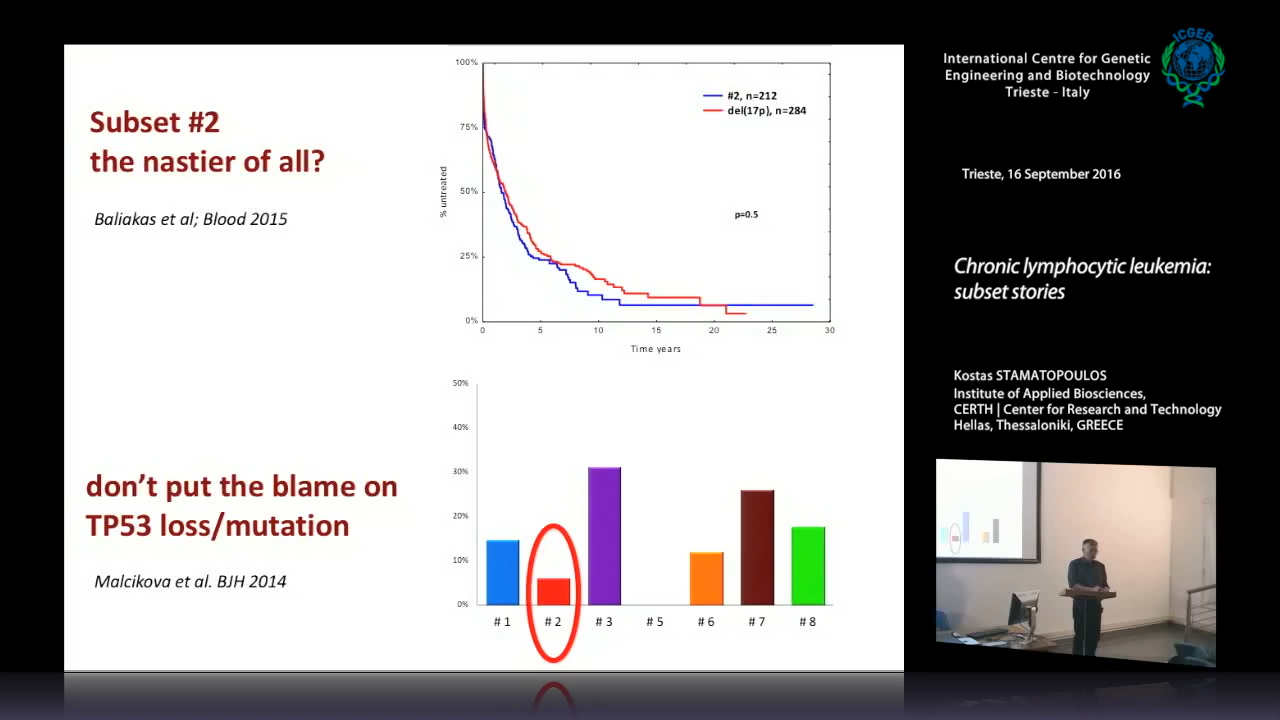 Subset #2
the nastier of all?
Baliakas et al; Blood 2015
100%
75%
50%
25%
0%
% untreated
#2, n=212
del(17p), n=284
p=0.5
0 5 10 15 20 25 30
Time years
don't put the blame on
TP53 loss/mutation
Malcikova et al. BJH 2014
50%
40%
30%
20%
10%
0%
# 1 # 2 # 3 # 5 # 6 # 7 # 8
International Centre for Genetic
Engineering and Biotechnology
Trieste - Italy
ICGEB
Trieste, 16 September 2016
Chronic lymphocytic leukemia:
subset stories
Kostas STAMATOPOULOS
Institute of Applied Biosciences,
CERTH | Center for Research and Technology
Hellas, Thessaloniki, GREECE